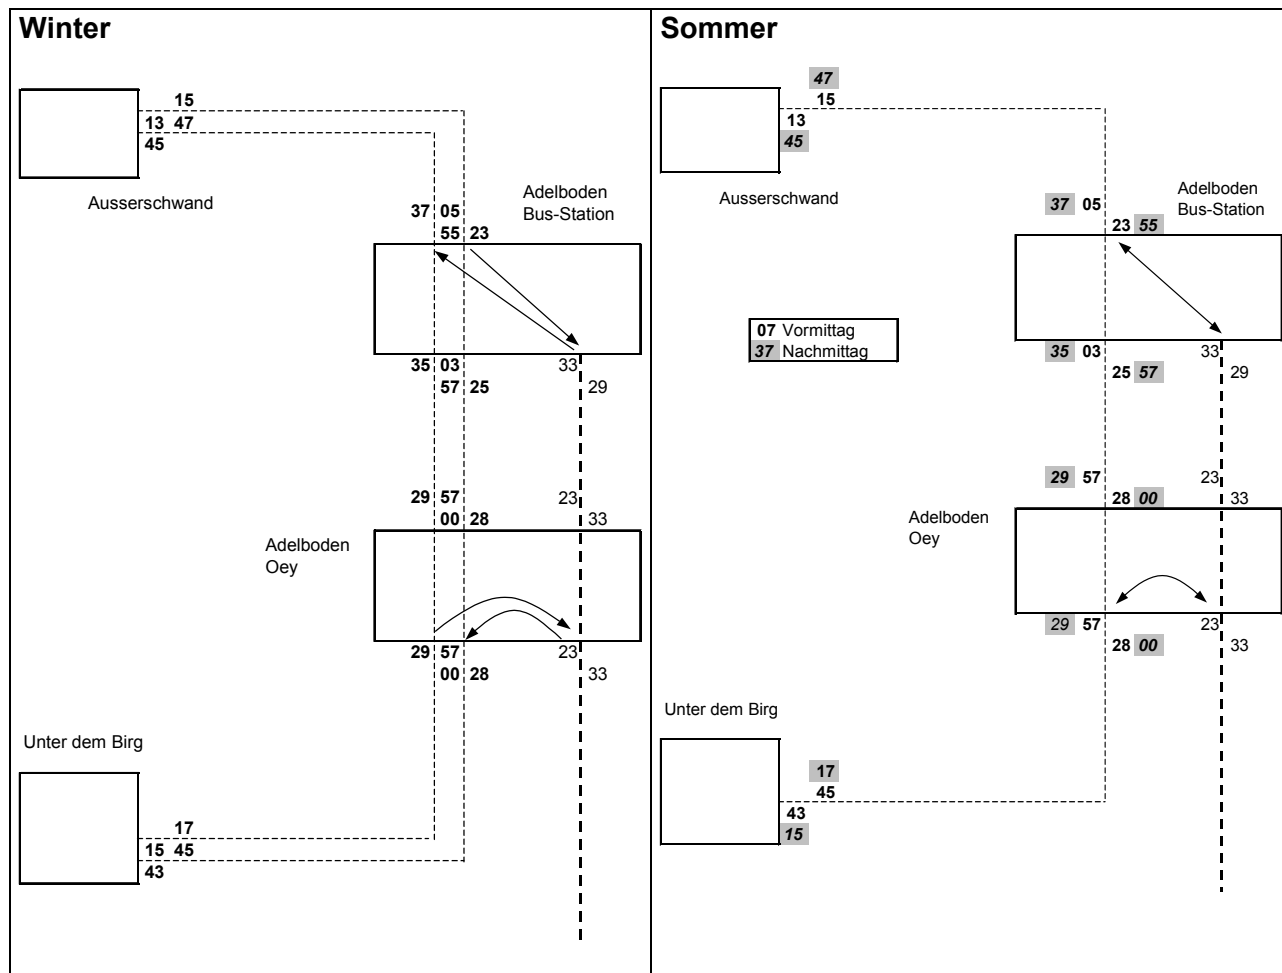 Winter
15
13 47
45
Ausserschwand
Adelboden
Bus-Station
37 05
55 23
35 03
57 25
33
29
29 57
00 28
23
33
Adelboden
Oey
29 57
00 28
23
33
Unter dem Birg
17
15 45
43
Sommer
47
15
13
45
Ausserschwand
Adelboden
Bus-Station
37 05
23 55
07 Vormittag
37 Nachmittag
35 03
25 57
33
29
29 57
28 00
23
33
Adelboden
Oey
29 57
28 00
23
33
Unter dem Birg
17
45
43
15